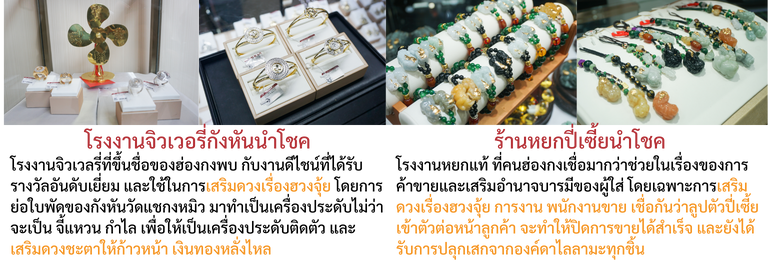 โรงงานจิวเวอรี่กังหันนำโชค
โรงงานจิวเวลรี่ที่ขึ้นชื่อของฮ่องกงพบ กับงานดีไซน์ที่ได้รับ
รางวัลอันดับเยี่ยม และใช้ในการเสริมดวงเรื่องฮวงจุ้ย โดยการ
ย่อใบพัดของกังหันวัดแชกงหมิว มาทำเป็นเครื่องประดับไม่ว่า
จะเป็น จี้แหวน กำไล เพื่อให้เป็นเครื่องประดับติดตัว และ
เสริมดวงชะตาให้ก้าวหน้า เงินทองหลั่งไหล
ร้านหยกปี่เซี้ยนำโชค
โรงงานหยกแท้ ที่คนฮ่องกงเชื่อมากว่าช่วยในเรื่องของการ
ค้าขายและเสริมอำนาจบารมีของผู้ใส่ โดยเฉพาะการเสริม
ดวงเรื่องฮวงจุ้ย การงาน พนักงานขาย เชื่อกันว่าลูปตัวปี่เซี้ย
เข้าตัวต่อหน้าลูกค้า จะทำให้ปิดการขายได้สำเร็จ และยังได้
รับการปลุกเสกจากองค์ดาไลลามะทุกชิ้น